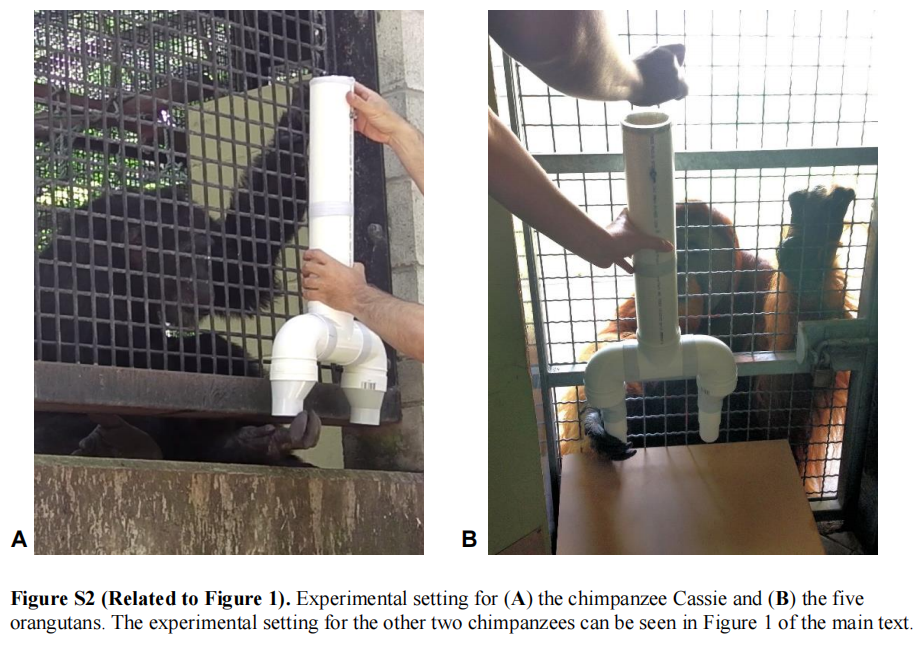 A
B
Figure S2 (Related to Figure 1). Experimental setting for (A) the chimpanzee Cassie and (B) the five
orangutans. The experimental setting for the other two chimpanzees can be seen in Figure 1 of the main text.